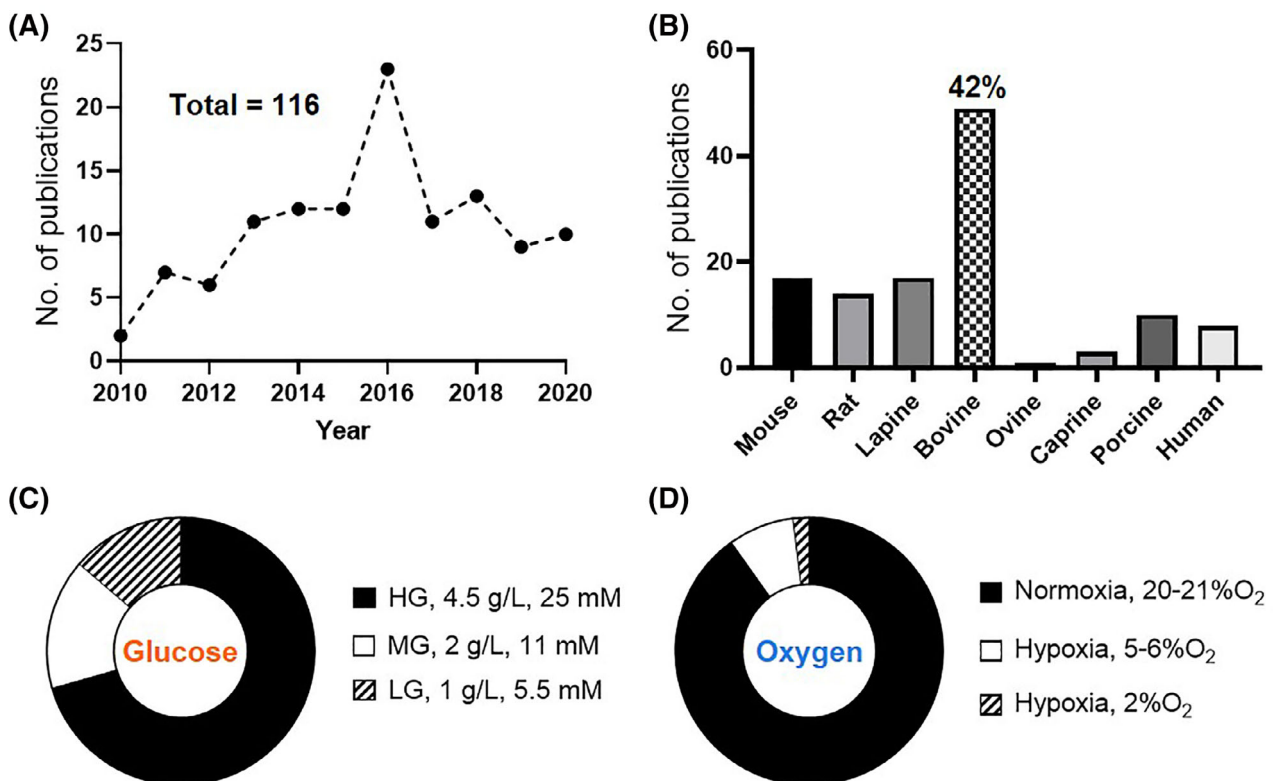 (A)
25
20
15
10
5
0
No. of publications
Total = 116
2010 2012 2014 2016 2018 2020
Year
(B)
60
40
20
0
No. of publications
42%
Mouse
Rat
Lapine
Bovine
Ovine
Caprine
Porcine
Human
(C)
Glucose
HG, 4.5 g/L, 25 mM
MG, 2 g/L, 11 mM
LG, 1 g/L, 5.5 mM
(D)
Oxygen
Normoxia, 20-21%O₂
Hypoxia, 5-6%O₂
Hypoxia, 2%O₂